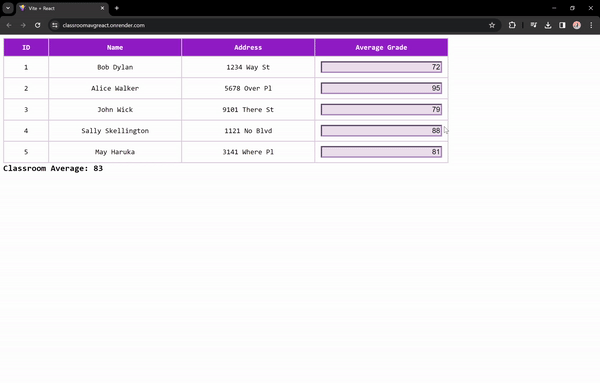 Vite + React
classroomavgreact.onrender.com
ID Name Address Average Grade
1 Bob Dylan 1234 Way St 72
2 Alice Walker 5678 Over Pl 95
3 John Wick 9101 There St 79
4 Sally Skellington 1121 No Blvd 88
5 May Haruka 3141 Where Pl 81
Classroom Average: 83